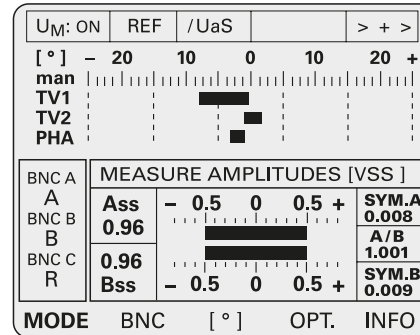 UM: ON REF /UaS > + >
[ ° ] – 20 10 0 10 20 +
man
TV1
TV2
PHA
BNC A
A
BNC B
B
BNC C
R
MEASURE AMPLITUDES [VSS ]
Ass
0.96
– 0.5 0 0.5 +
SYM.A
0.008
A/B
1.001
0.96
Bss
– 0.5 0 0.5 +
SYM.B
0.009
MODE BNC [ ° ] OPT. INFO